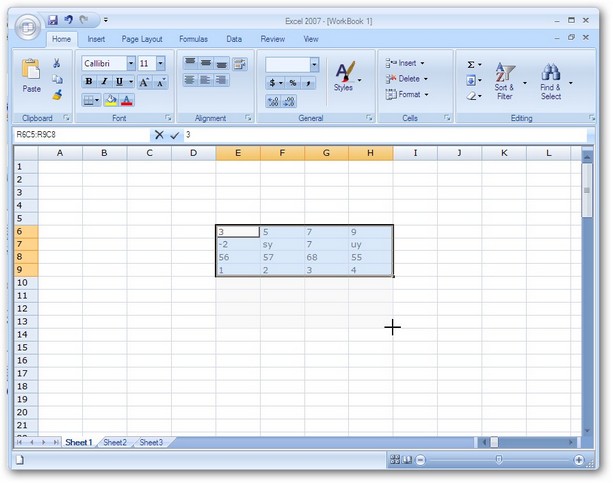 Excel 2007 - [WorkBook 1]
Home Insert Page Layout Formulas Data Review View
Callibri 11
Paste
B I U A
A
$ % ,
Styles
Insert
Delete
Format
Σ
Sort & Filter
Find & Select
Clipboard Font Alignment General Cells Editing
R6C5:R9C8 3
A B C D E F G H I J K L
1
2
3
4
5
6 3 5 7 9
7 -2 sy 7 uy
8 56 57 68 55
9 1 2 3 4
10
11
12
13
14
15
16
17
18
19
20
21
Sheet1 Sheet2 Sheet3